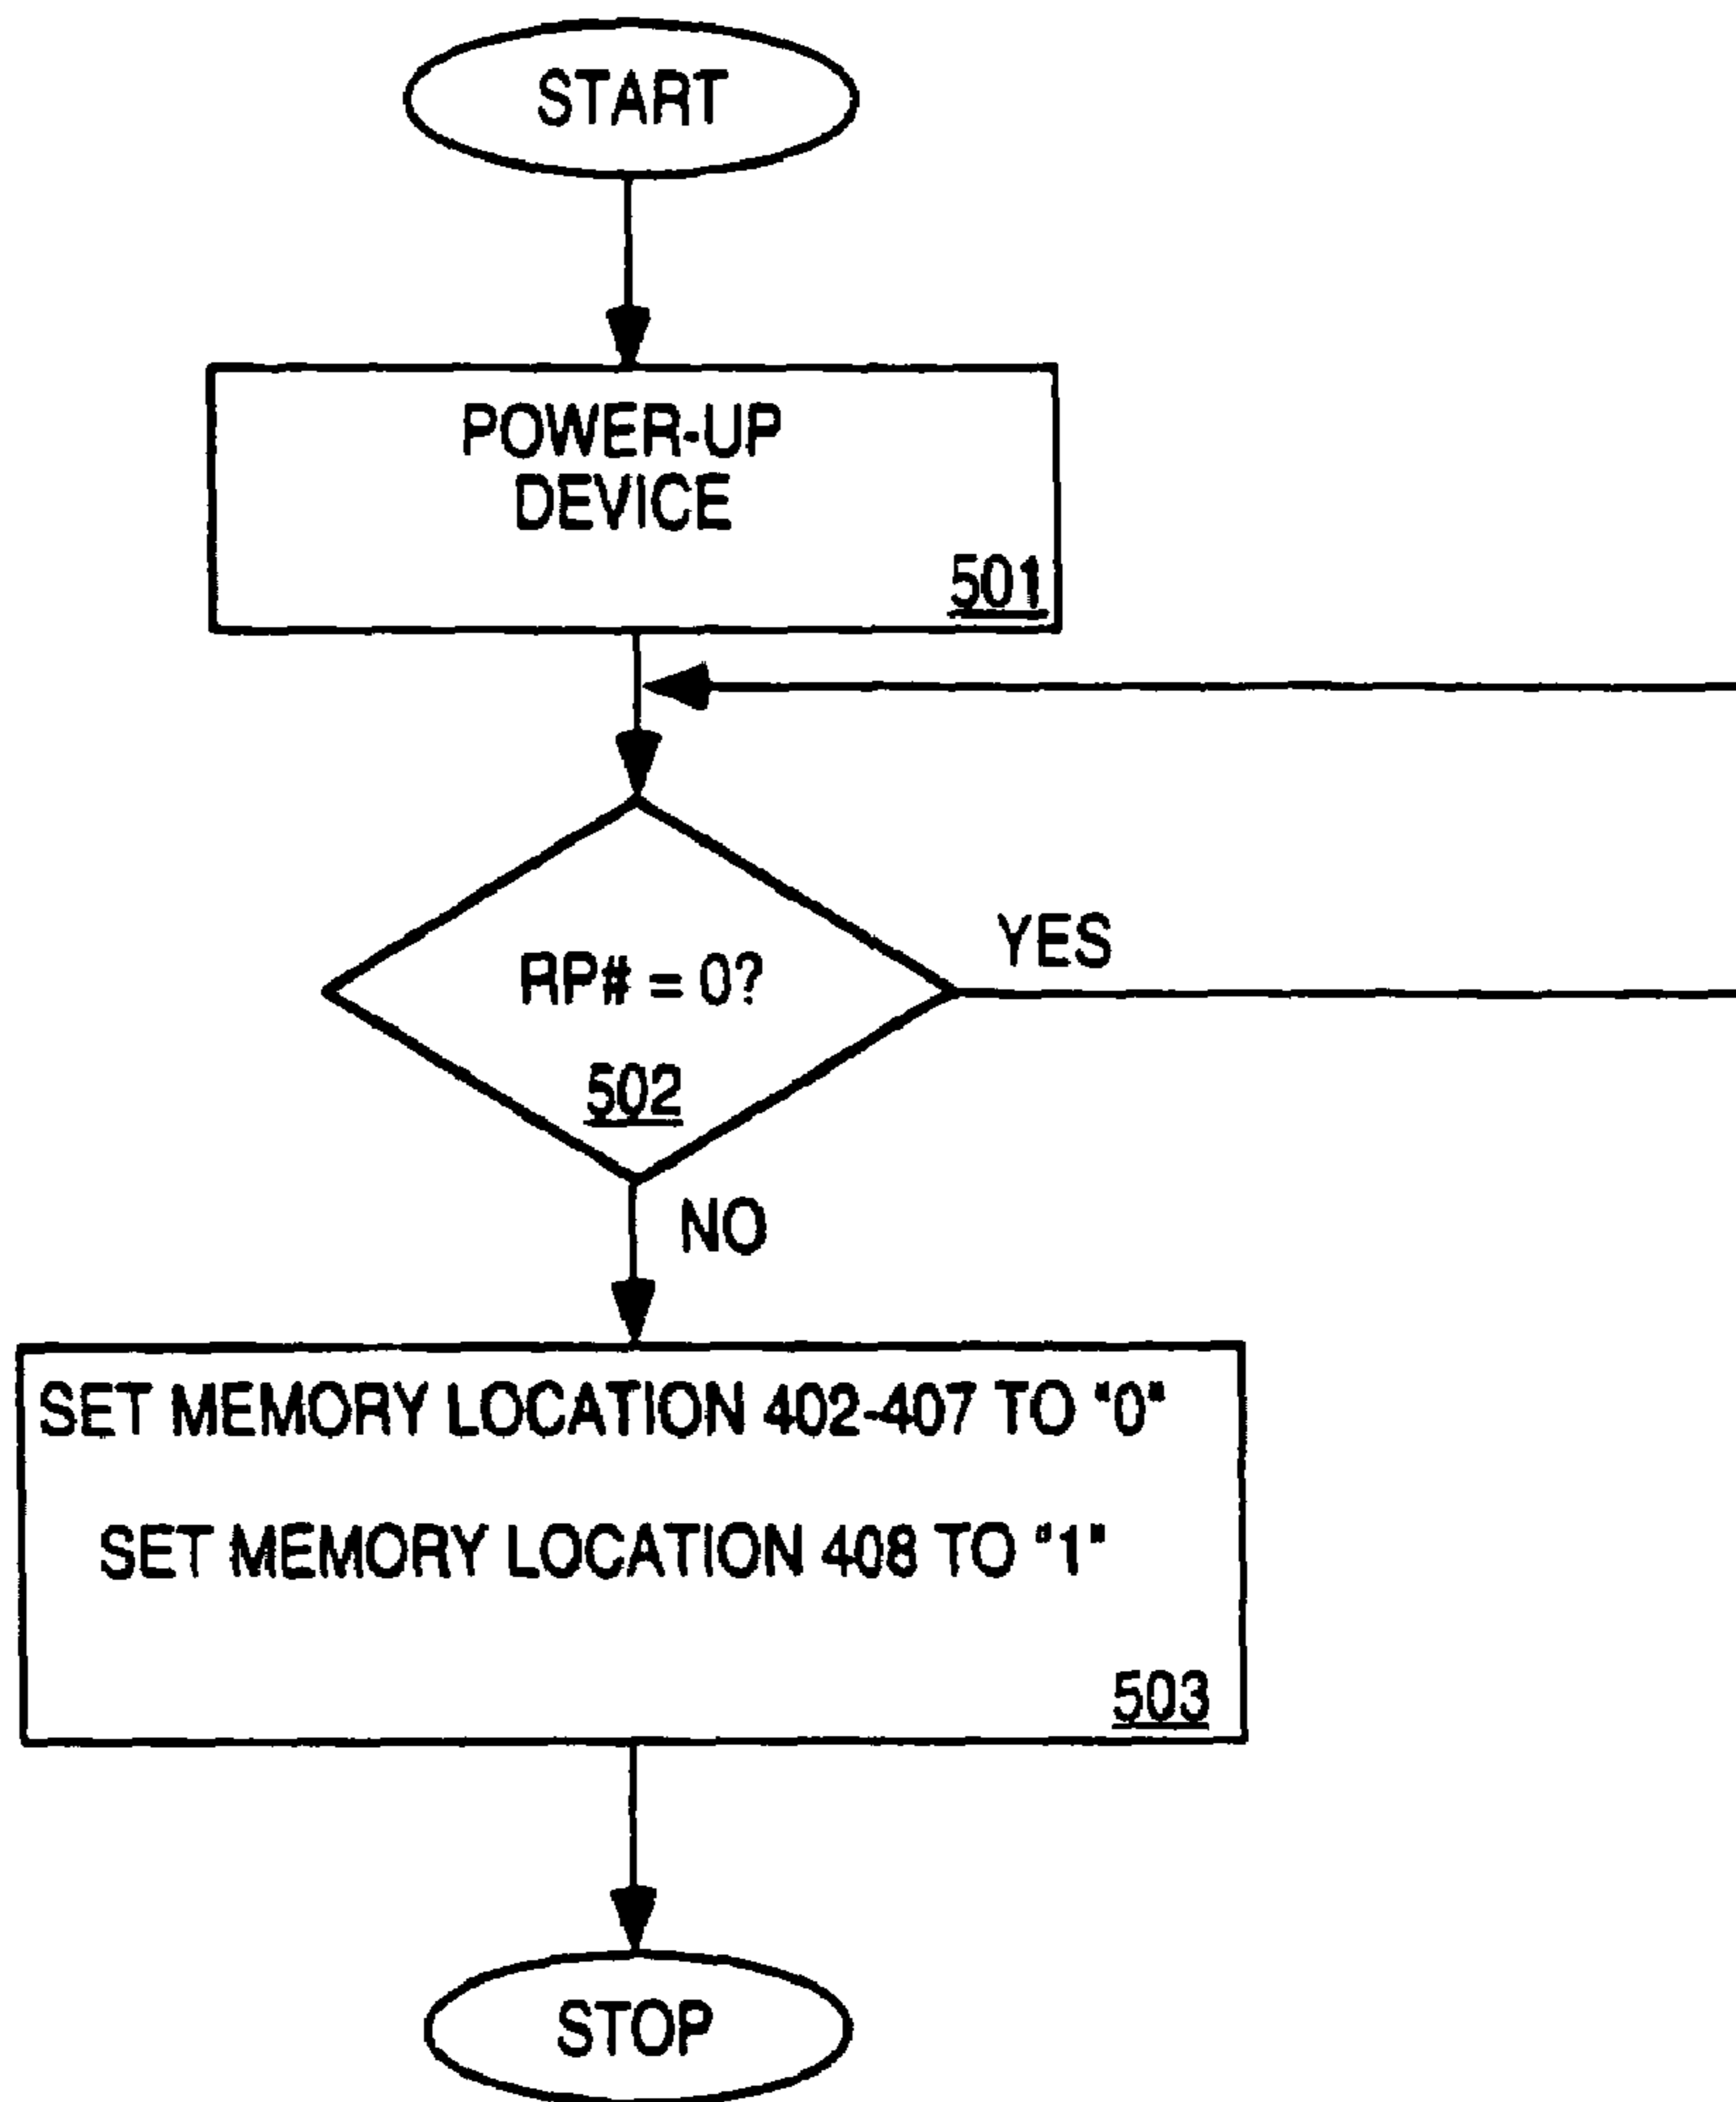 START
POWER-UP
DEVICE
501
RP# = 0?
502
YES
NO
SET MEMORY LOCATION 402-407 TO "0"
SET MEMORY LOCATION 408 TO "1"
503
STOP